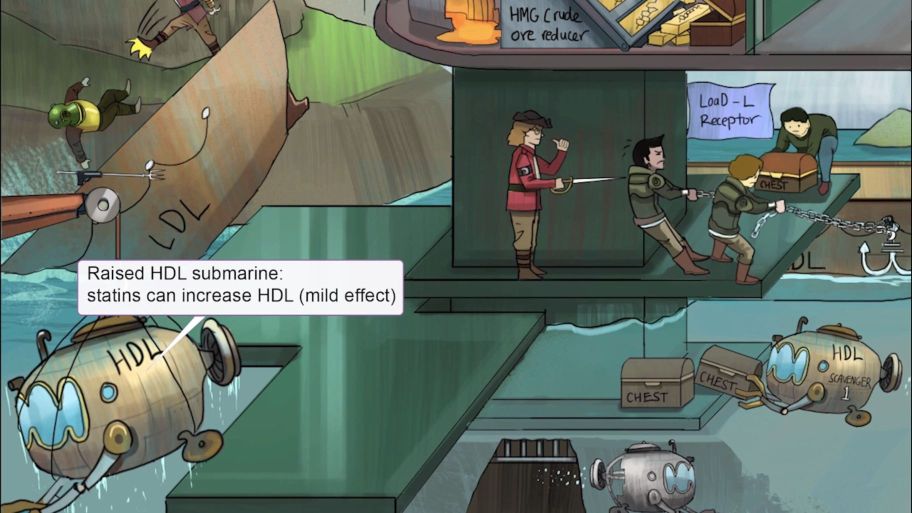 HMG Crude
ore reducer
LoaD-L
Receptor
CHEST
LDL
DL
Raised HDL submarine:
statins can increase HDL (mild effect)
HDL
HDL
SCAVENGER
1
CHEST
CHEST